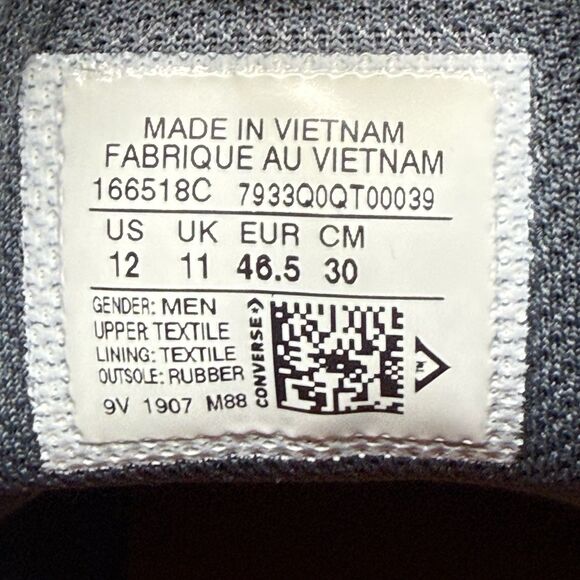 MADE IN VIETNAM
FABRIQUE AU VIETNAM
166518C 7933Q0QT00039
US UK EUR CM
12 11 46.5 30
GENDER: MEN
UPPER: TEXTILE
LINING: TEXTILE
OUTSOLE: RUBBER
9V 1907 M88
CONVERSE
TM